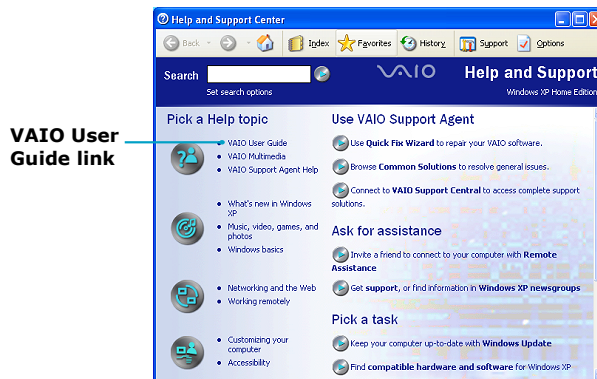 Help and Support Center
Back
Index
Favorites
History
Support
Options
Search
VAIO
Help and Support
Set search options
Windows XP Home Edition
VAIO User
Guide link
Pick a Help topic
VAIO User Guide
VAIO Multimedia
VAIO Support Agent Help
What's new in Windows
XP
Music, video, games, and
photos
Windows basics
Networking and the Web
Working remotely
Customizing your
computer
Accessibility
Use VAIO Support Agent
Use Quick Fix Wizard to repair your VAIO software.
Browse Common Solutions to resolve general issues.
Connect to VAIO Support Central to access complete support
solutions.
Ask for assistance
Invite a friend to connect to your computer with Remote
Assistance
Get support, or find information in Windows XP newsgroups
Pick a task
Keep your computer up-to-date with Windows Update
Find compatible hardware and software for Windows XP